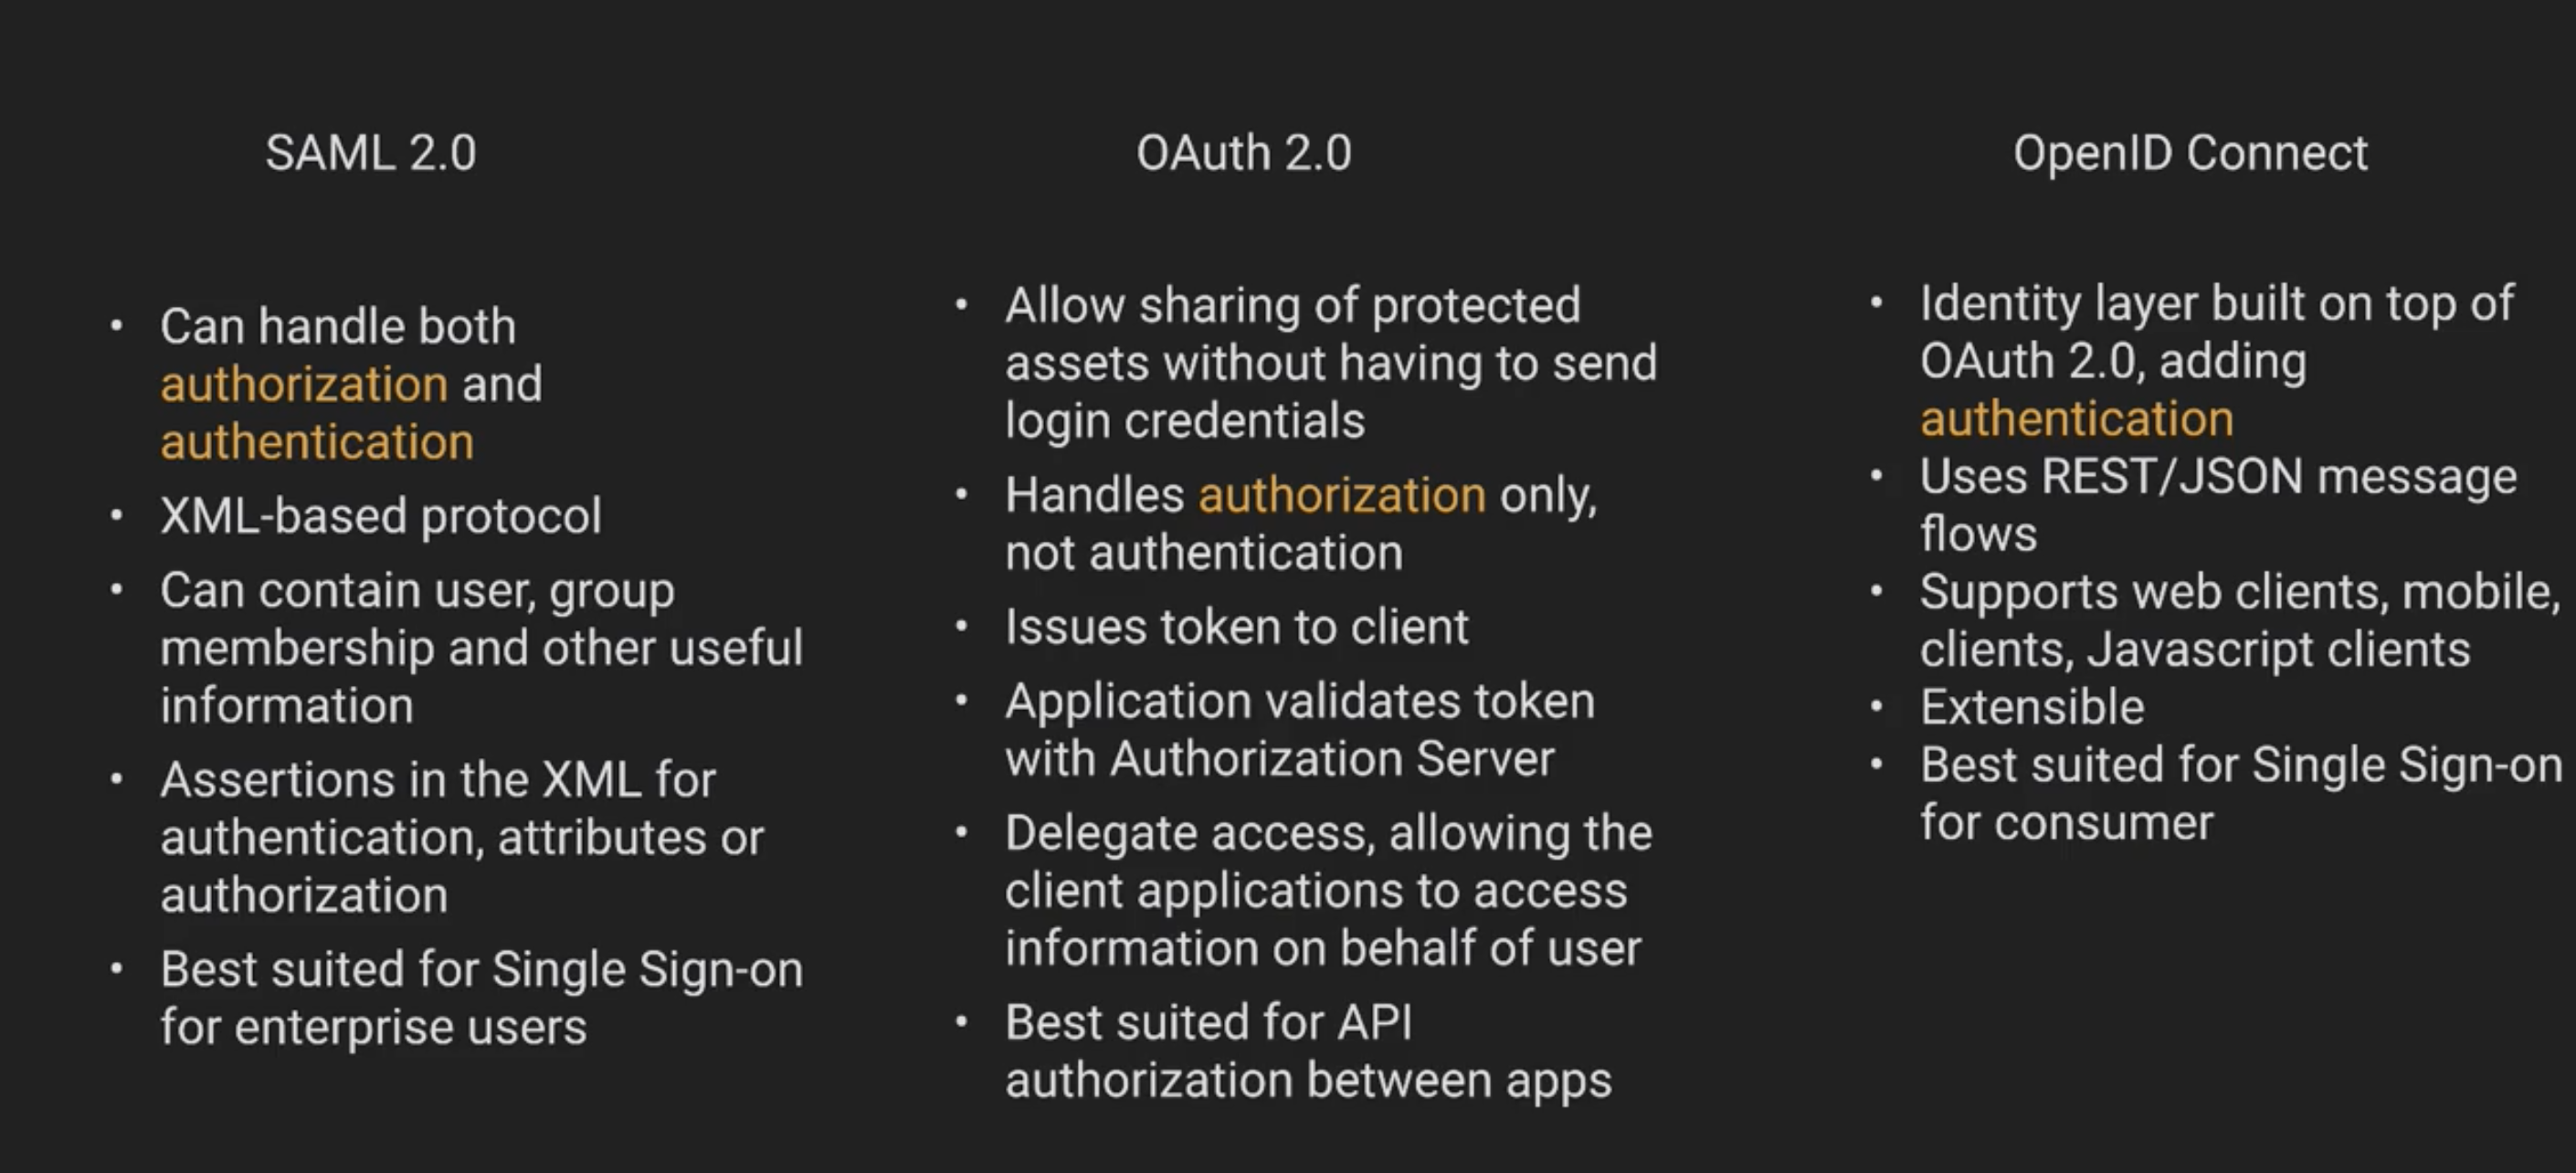 SAML 2.0
• Can handle both
authorization and
authentication
• XML-based protocol
• Can contain user, group
membership and other useful
information
• Assertions in the XML for
authentication, attributes or
authorization
• Best suited for Single Sign-on
for enterprise users
OAuth 2.0
• Allow sharing of protected
assets without having to send
login credentials
• Handles authorization only,
not authentication
• Issues token to client
• Application validates token
with Authorization Server
• Delegate access, allowing the
client applications to access
information on behalf of user
• Best suited for API
authorization between apps
OpenID Connect
• Identity layer built on top of
OAuth 2.0, adding
authentication
• Uses REST/JSON message
flows
• Supports web clients, mobile,
clients, Javascript clients
• Extensible
• Best suited for Single Sign-on
for consumer